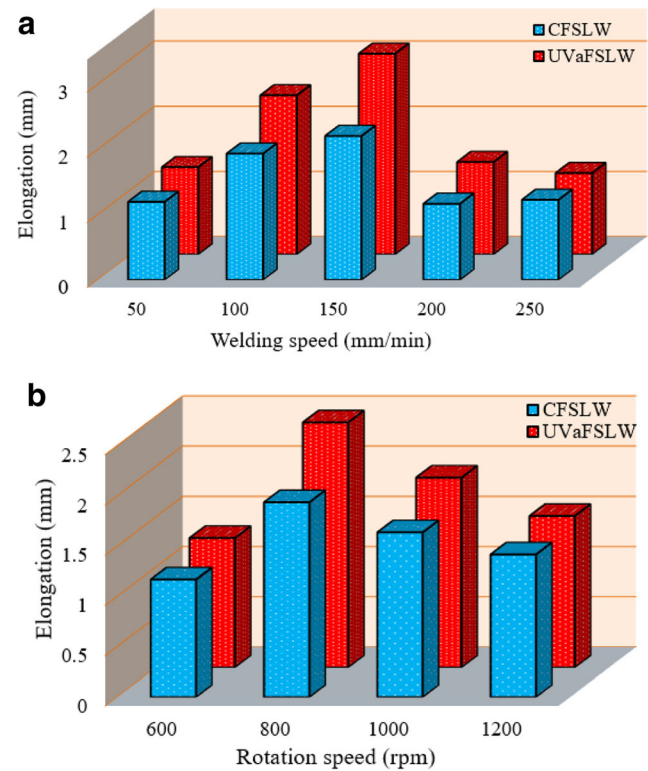 a
CFSLW
UVaFSLW
Elongation (mm)
3
2
1
0
50 100 150 200 250
Welding speed (mm/min)
b
CFSLW
UVaFSLW
Elongation (mm)
2.5
2
1.5
1
0.5
0
600 800 1000 1200
Rotation speed (rpm)